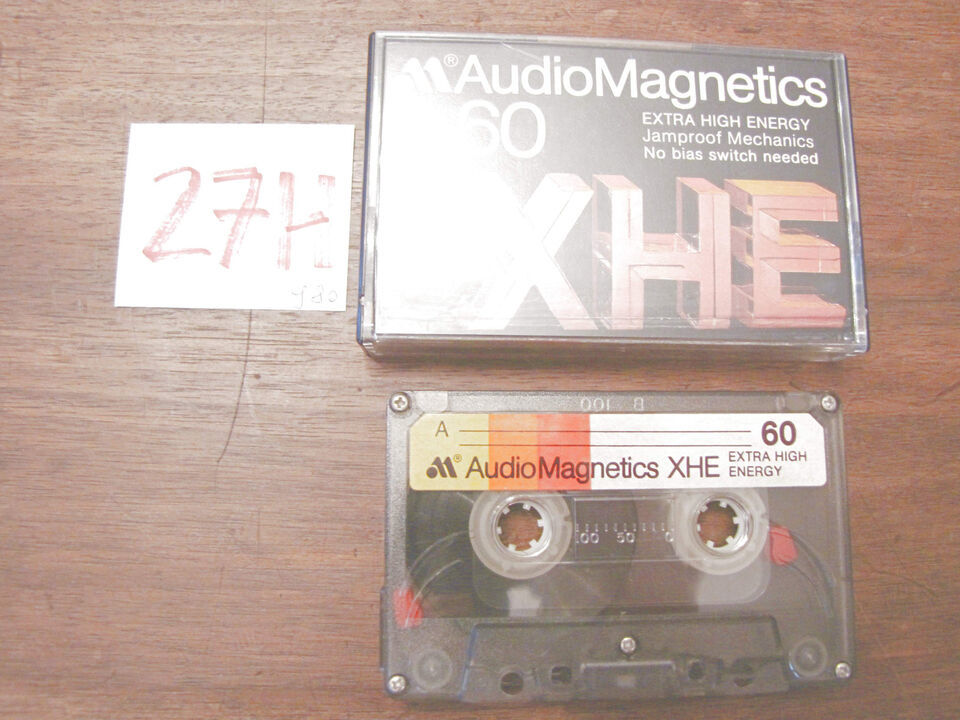 27H
® AudioMagnetics
60
EXTRA HIGH ENERGY
Jamproof Mechanics
No bias switch needed
XHE
B 100
A
60
® AudioMagnetics XHE
EXTRA HIGH
ENERGY
100 50 0